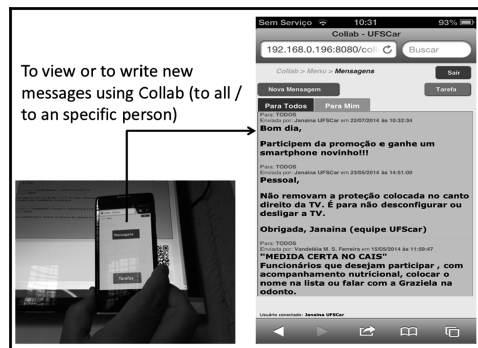 To view or to write new
messages using Collab (to all /
to an specific person)
Mensagens
Tarefas
Sem Serviço 10:31 93%
Collab - UFSCar
192.168.0.196:8080/coll Buscar
Collab > Menu > Mensagens Sair
Nova Mensagem Tarefa
Para Todos Para Mim
Para: TODOS
Enviada por: Janaina UFSCar em 22/07/2014 às 10:32:34
Bom dia,
Participem da promoção e ganhe um
smartphone novinho!!!
Para: TODOS
Enviada por: Janaina UFSCar em 23/05/2014 às 14:51:00
Pessoal,
Não removam a proteção colocada no canto
direito da TV. É para não desconfigurar ou
desligar a TV.
Obrigada, Janaina (equipe UFScar)
Para: TODOS
Enviada por: Vandeléia M. S. Ferreira em 15/05/2014 às 11:59:47
"MEDIDA CERTA NO CAIS"
Funcionários que desejam participar , com
acompanhamento nutricional, colocar o
nome na lista ou falar com a Graziela na
odonto.
Usuário conectado: Janaina UFSCar